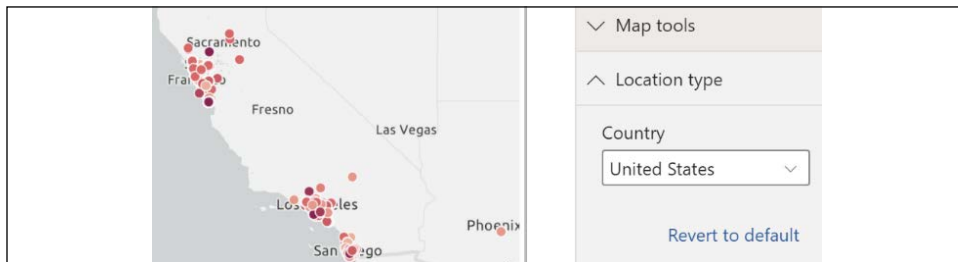 Sacramento
Fresno
Las Vegas
Phoenix
Map tools
Location type
Country
United States
Revert to default